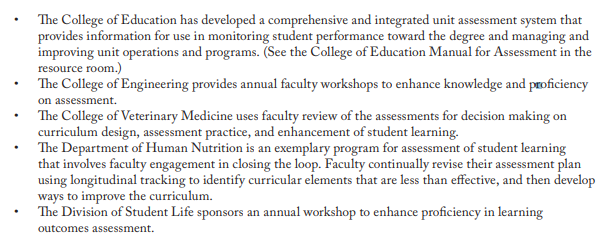 • The College of Education has developed a comprehensive and integrated unit assessment system that
provides information for use in monitoring student performance toward the degree and managing and
improving unit operations and programs. (See the College of Education Manual for Assessment in the
resource room.)
• The College of Engineering provides annual faculty workshops to enhance knowledge and proficiency
on assessment.
• The College of Veterinary Medicine uses faculty review of the assessments for decision making on
curriculum design, assessment practice, and enhancement of student learning.
• The Department of Human Nutrition is an exemplary program for assessment of student learning
that involves faculty engagement in closing the loop. Faculty continually revise their assessment plan
using longitudinal tracking to identify curricular elements that are less than effective, and then develop
ways to improve the curriculum.
• The Division of Student Life sponsors an annual workshop to enhance proficiency in learning
outcomes assessment.